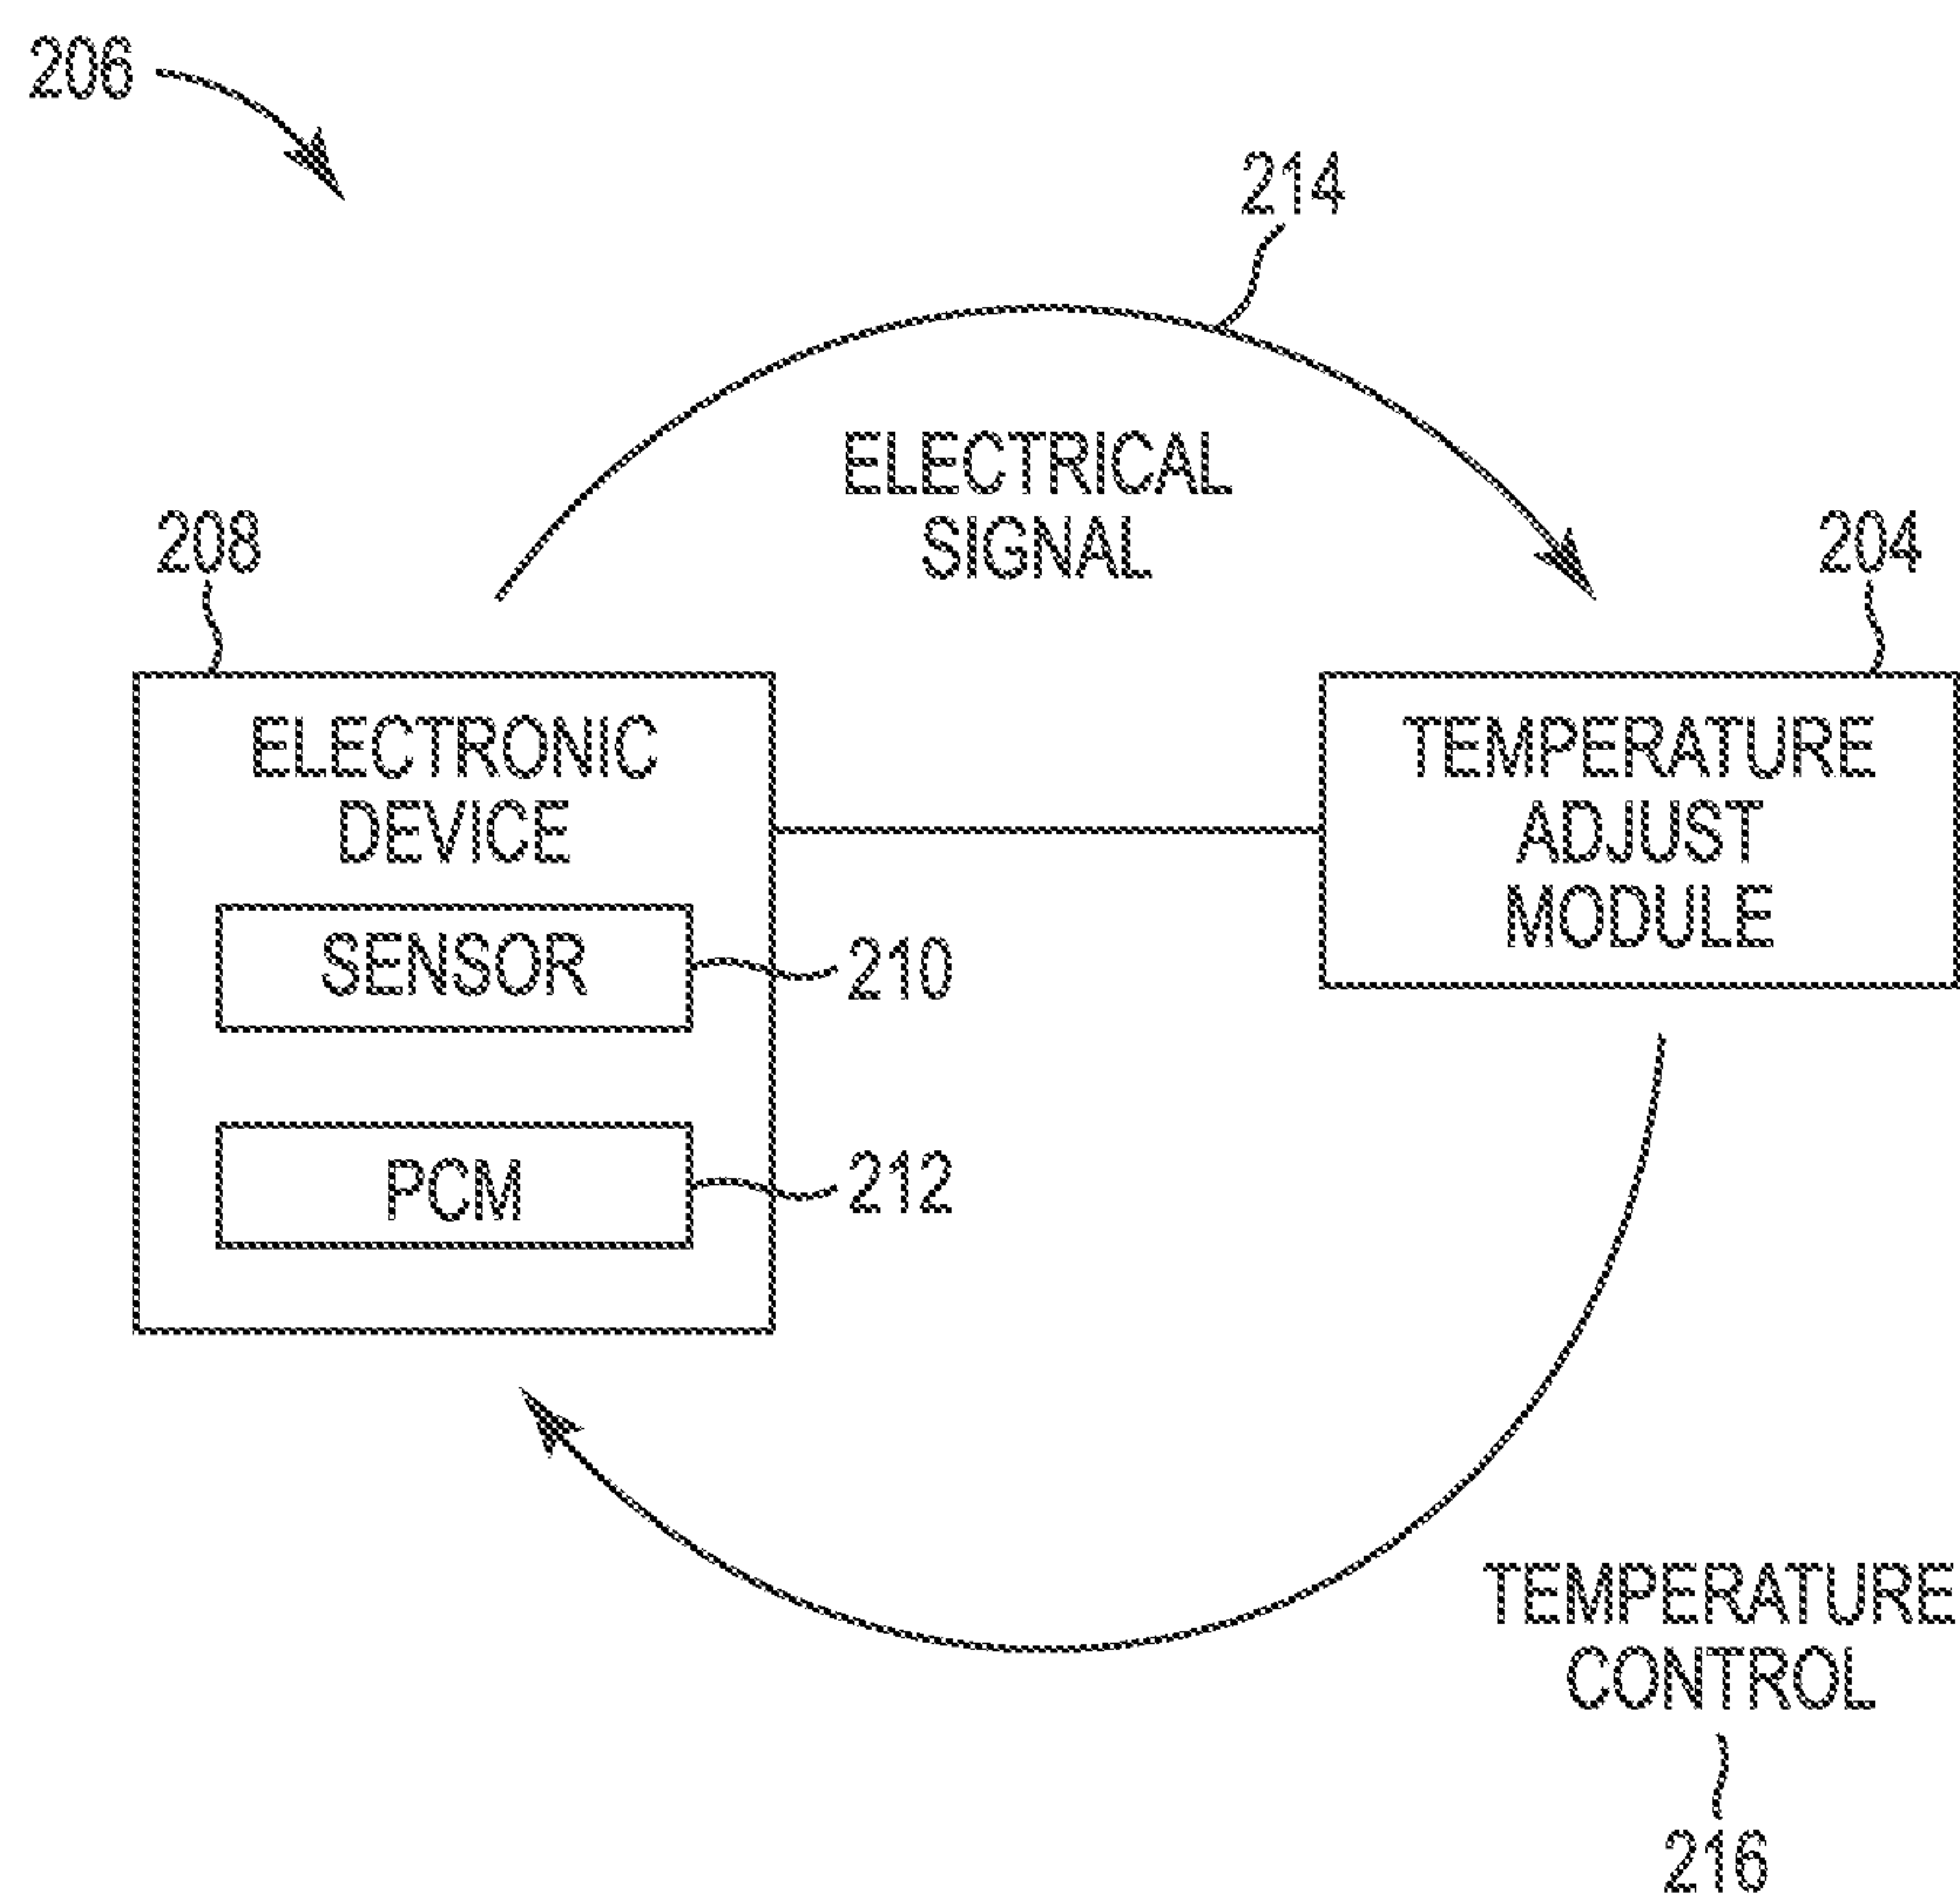 206
214
ELECTRICAL
SIGNAL
208
204
ELECTRONIC
DEVICE
TEMPERATURE
ADJUST
MODULE
SENSOR
210
PCM
212
TEMPERATURE
CONTROL
216